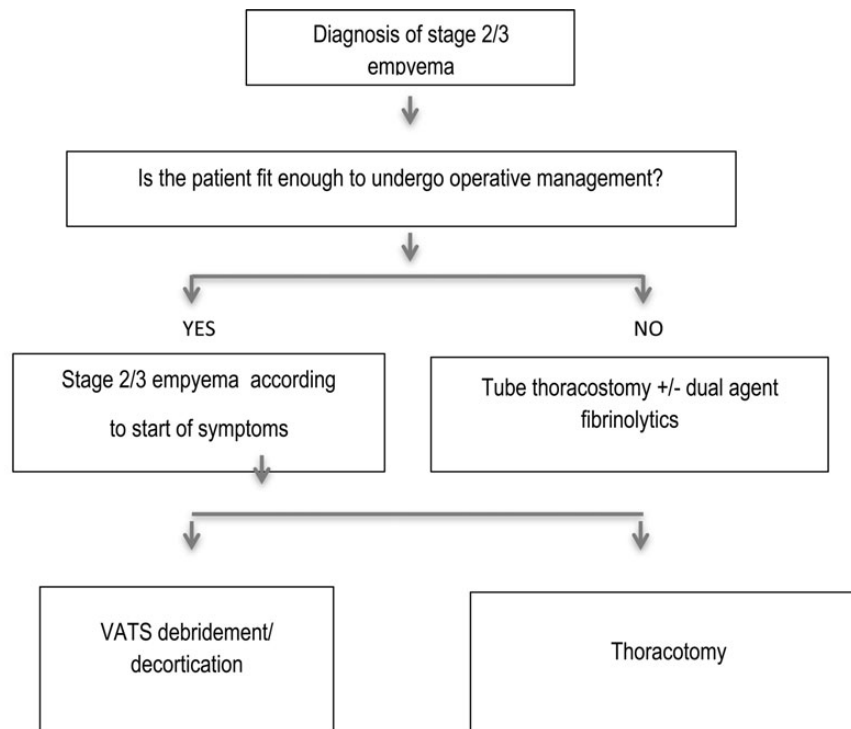 Diagnosis of stage 2/3
empyema
Is the patient fit enough to undergo operative management?
YES
NO
Stage 2/3 empyema according
to start of symptoms
Tube thoracostomy +/- dual agent
fibrinolytics
VATS debridement/
decortication
Thoracotomy